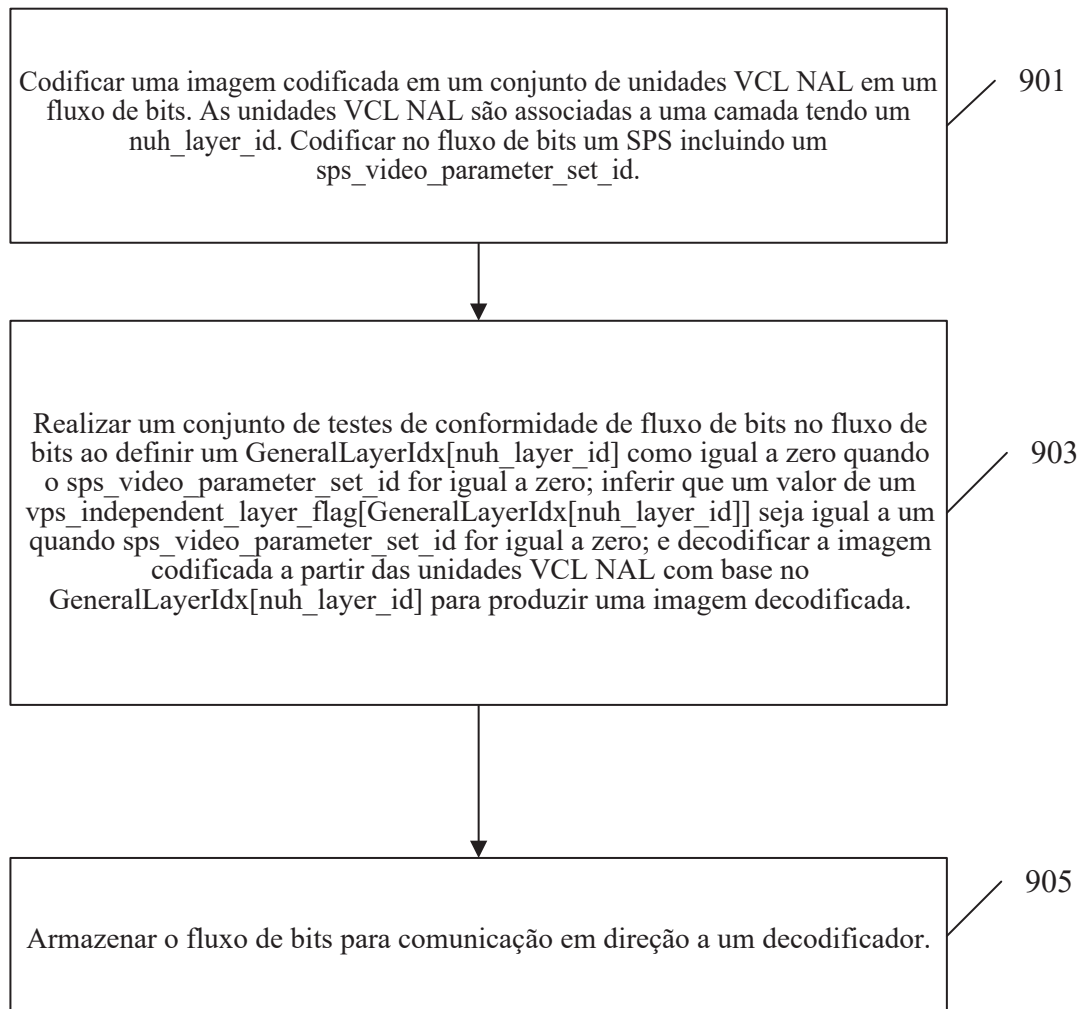 Codificar uma imagem codificada em um conjunto de unidades VCL NAL em um
fluxo de bits. As unidades VCL NAL são associadas a uma camada tendo um
nuh_layer_id. Codificar no fluxo de bits um SPS incluindo um
sps_video_parameter_set_id.
901
Realizar um conjunto de testes de conformidade de fluxo de bits no fluxo de
bits ao definir um GeneralLayerIdx[nuh_layer_id] como igual a zero quando
o sps_video_parameter_set_id for igual a zero; inferir que um valor de um
vps_independent_layer_flag[GeneralLayerIdx[nuh_layer_id]] seja igual a um
quando sps_video_parameter_set_id for igual a zero; e decodificar a imagem
codificada a partir das unidades VCL NAL com base no
GeneralLayerIdx[nuh_layer_id] para produzir uma imagem decodificada.
903
Armazenar o fluxo de bits para comunicação em direção a um decodificador.
905